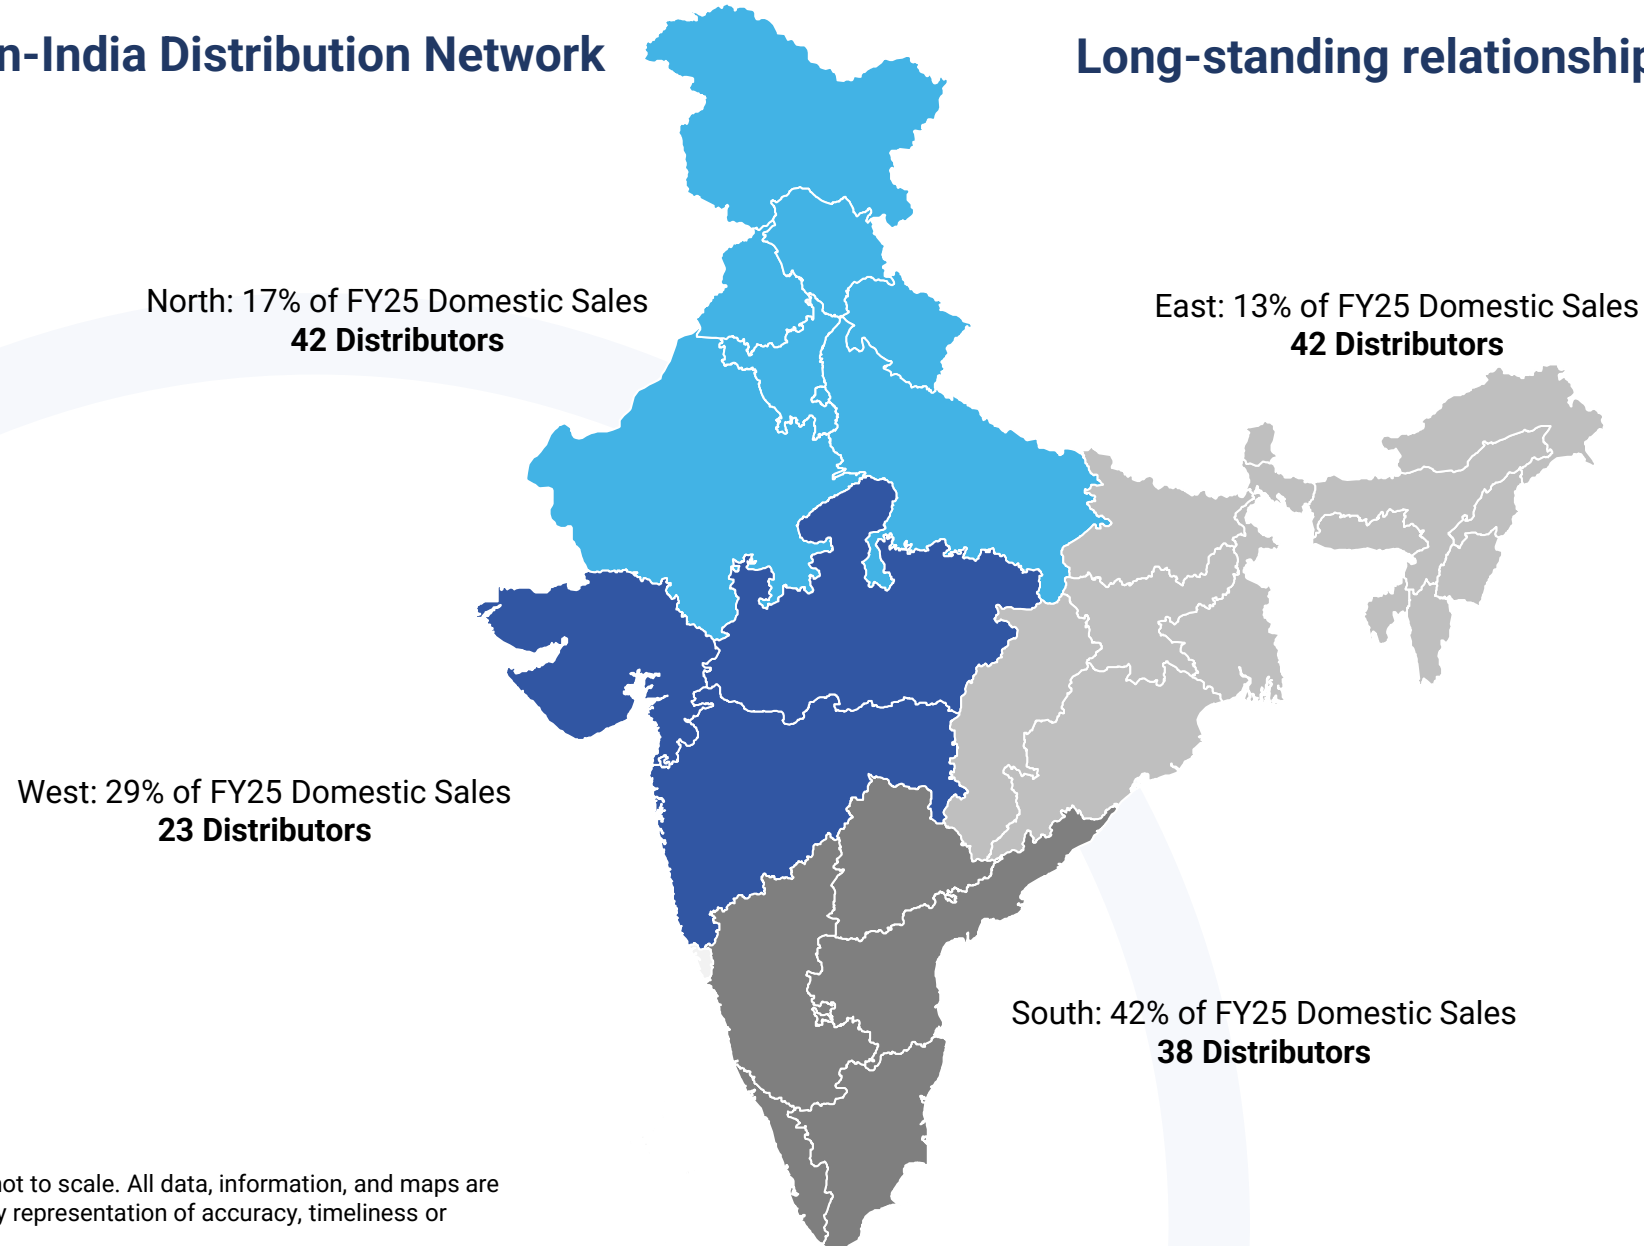 n-India Distribution Network
Long-standing relationship
North: 17% of FY25 Domestic Sales
42 Distributors
East: 13% of FY25 Domestic Sales
42 Distributors
West: 29% of FY25 Domestic Sales
23 Distributors
South: 42% of FY25 Domestic Sales
38 Distributors
not to scale. All data, information, and maps are
representation of accuracy, timeliness or